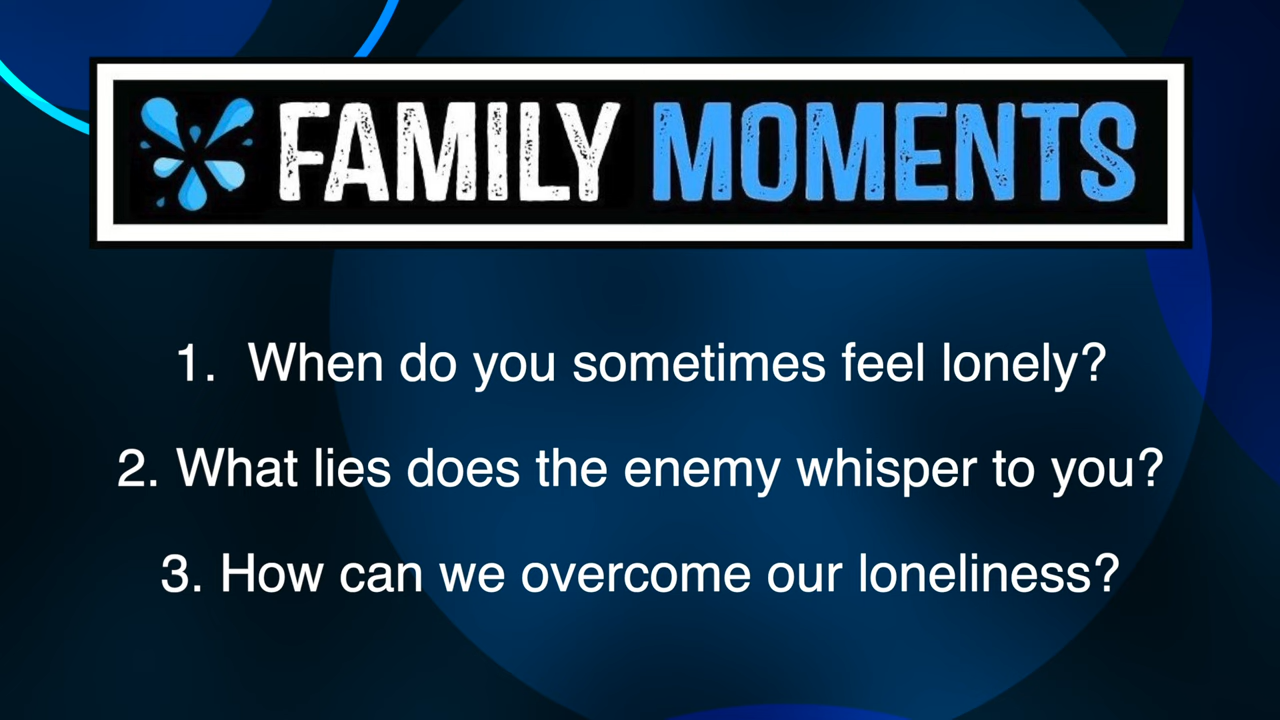 FAMILY MOMENTS
1. When do you sometimes feel lonely?
2. What lies does the enemy whisper to you?
3. How can we overcome our loneliness?